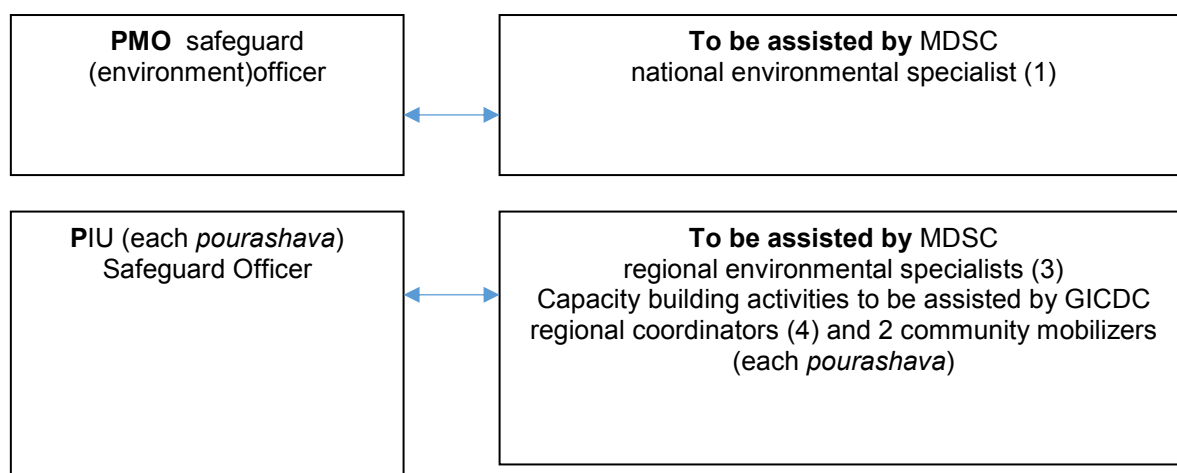 PMO safeguard
(environment)officer
To be assisted by MDSC
national environmental specialist (1)
PIU (each pourashava)
Safeguard Officer
To be assisted by MDSC
regional environmental specialists (3)
Capacity building activities to be assisted by GICDC
regional coordinators (4) and 2 community mobilizers
(each pourashava)